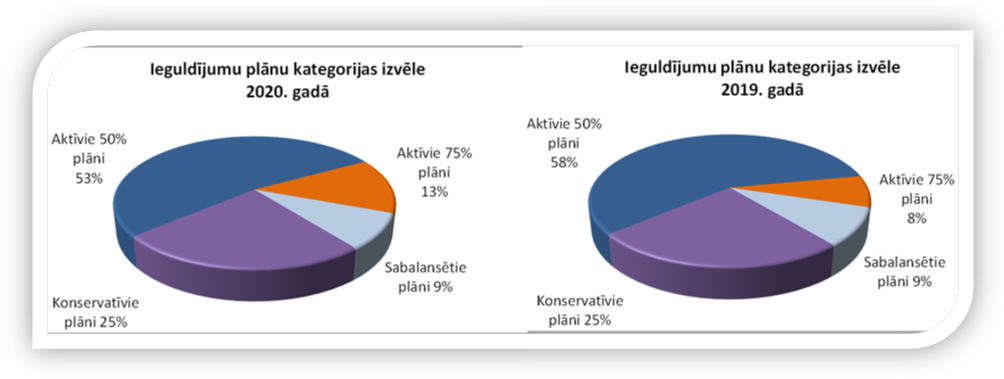 Ieguldījumu plānu kategorijas izvēle
2020. gadā
Aktīvie 50%
plāni
53%
Aktīvie 75%
plāni
13%
Sabalansētie
plāni 9%
Konservatīvie
plāni 25%
Ieguldījumu plānu kategorijas izvēle
2019. gadā
Aktīvie 50%
plāni
58%
Aktīvie 75%
plāni
8%
Sabalansētie
plāni 9%
Konservatīvie
plāni 25%